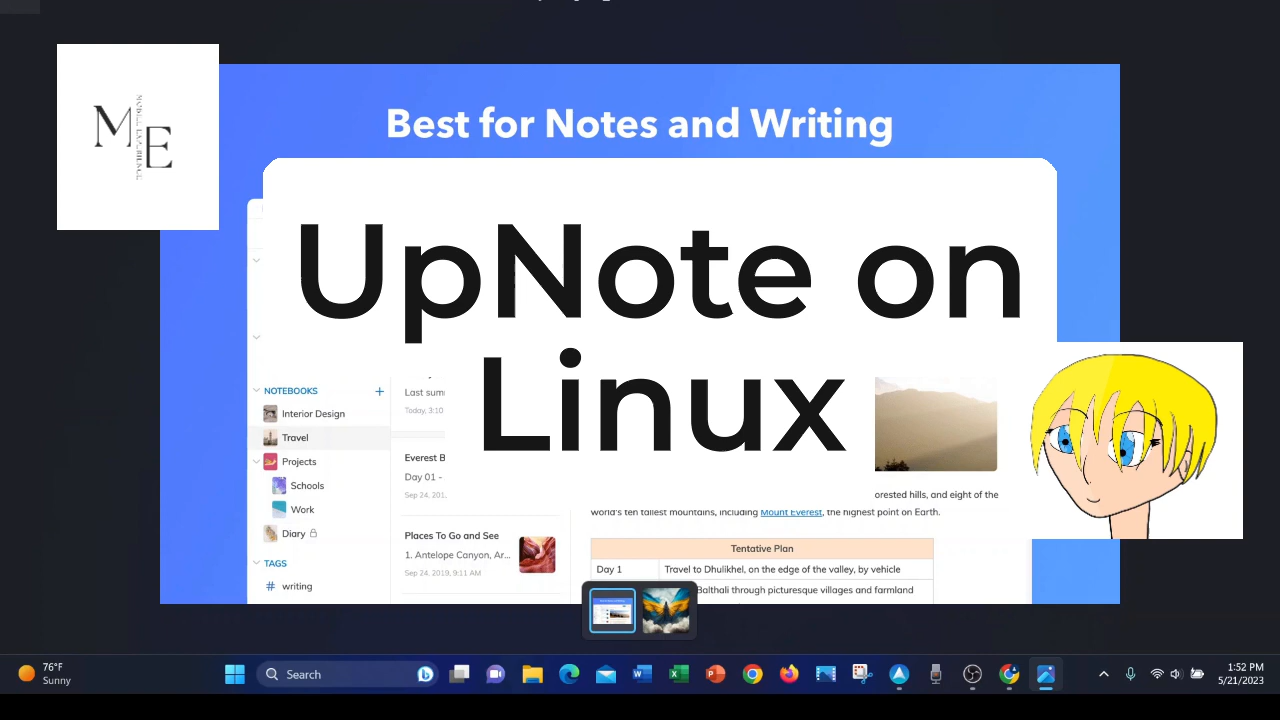 M
E
Best for Notes and Writing
UpNote on
Linux
NOTEBOOKS +
Interior Design
Travel
Projects
Schools
Work
Diary
TAGS
# writing
Last sum
Today, 3:10
Everest B
Day 01 -
Sep 24, 201
Places To Go and See
1. Antelope Canyon, Ar...
Sep 24, 2019, 9:11 AM
orested hills, and eight of the
world's ten tallest mountains, including Mount Everest, the highest point on Earth.
Tentative Plan
Day 1 Travel to Dhulikhel, on the edge of the valley, by vehicle
Balthali through picturesque villages and farmland
76°F
Sunny
Search
1:52 PM
5/21/2023